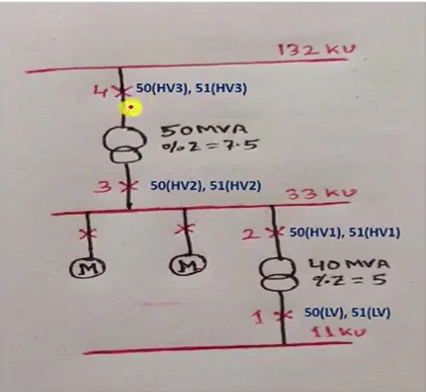 132 KV
4 50(HV3), 51(HV3)
50MVA
%Z = 7.5
3 50(HV2), 51(HV2)
33 KV
2 50(HV1), 51(HV1)
M
M
40 MVA
%Z = 5
1 50(LV), 51(LV)
11 KV